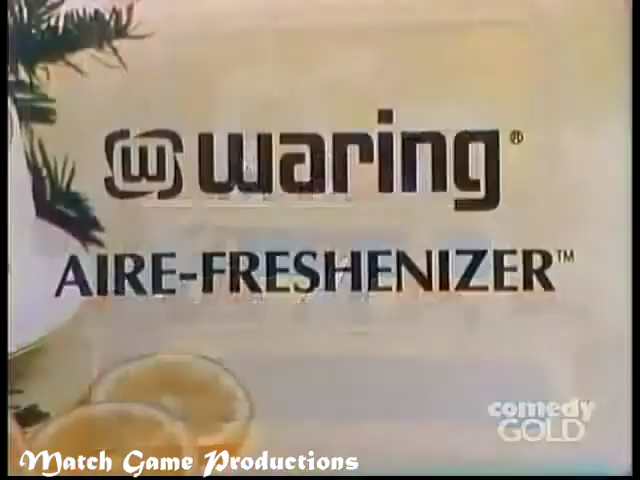 W waring®
AIRE-FRESHENIZER™
comedy
GOLD
Match Game Productions